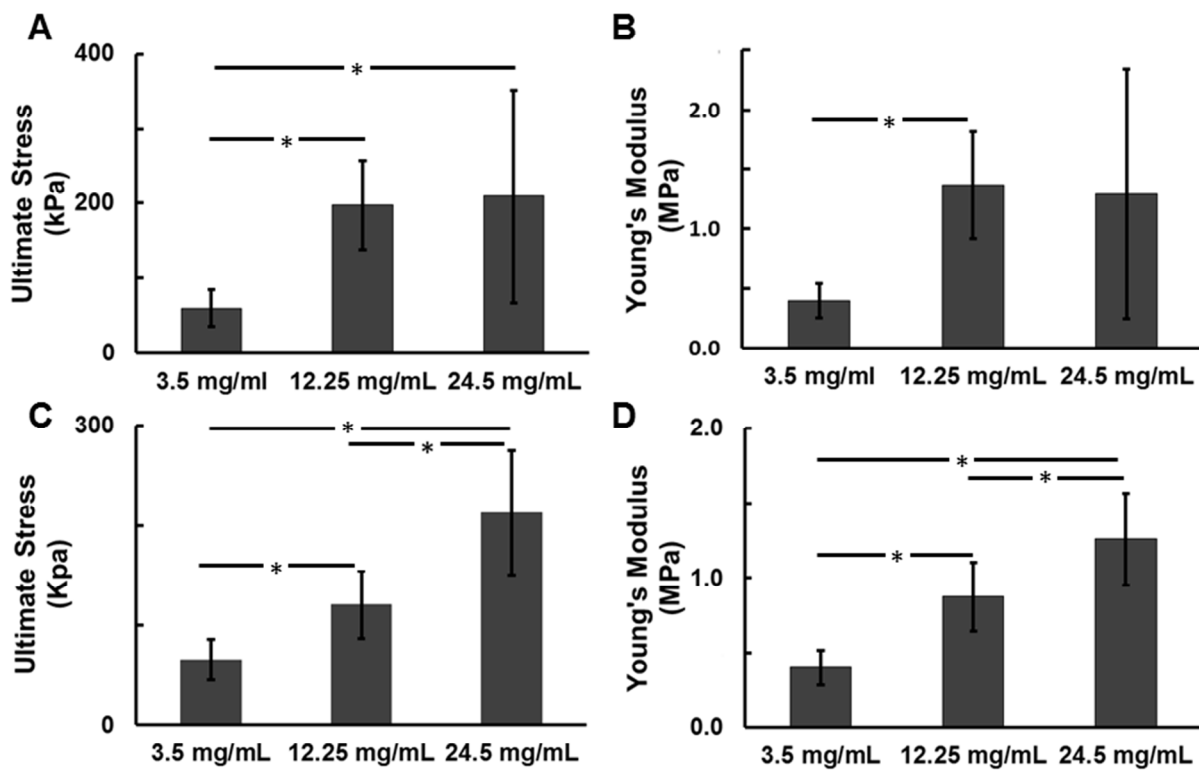 A
Ultimate Stress
(kPa)
400
200
0
*
*
3.5 mg/ml
12.25 mg/mL
24.5 mg/mL
B
Young's Modulus
(MPa)
2.0
1.0
0.0
*
3.5 mg/ml
12.25 mg/mL
24.5 mg/mL
C
Ultimate Stress
(Kpa)
300
0
*
*
*
3.5 mg/mL
12.25 mg/mL
24.5 mg/mL
D
Young's Modulus
(MPa)
2.0
1.0
0.0
*
*
*
3.5 mg/mL
12.25 mg/mL
24.5 mg/mL